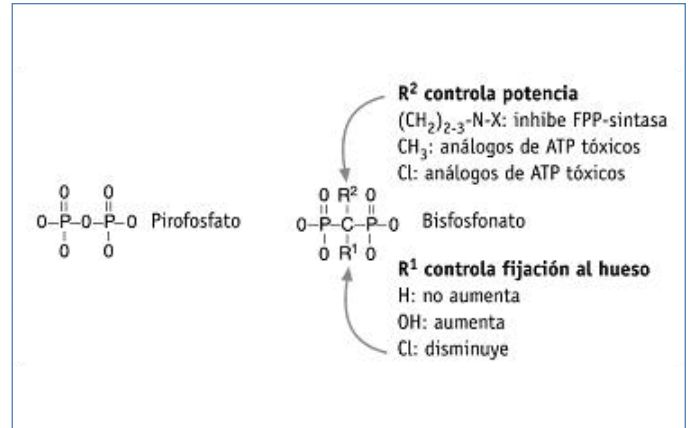 R² controla potencia
(CH₂)₂₋₃-N-X: inhibe FPP-sintasa
CH₃: análogos de ATP tóxicos
Cl: análogos de ATP tóxicos
O O
O–P–O–P–O Pirofosfato
O O
O R² O
O–P–C–P–O Bisfosfonato
O R¹ O
R¹ controla fijación al hueso
H: no aumenta
OH: aumenta
Cl: disminuye